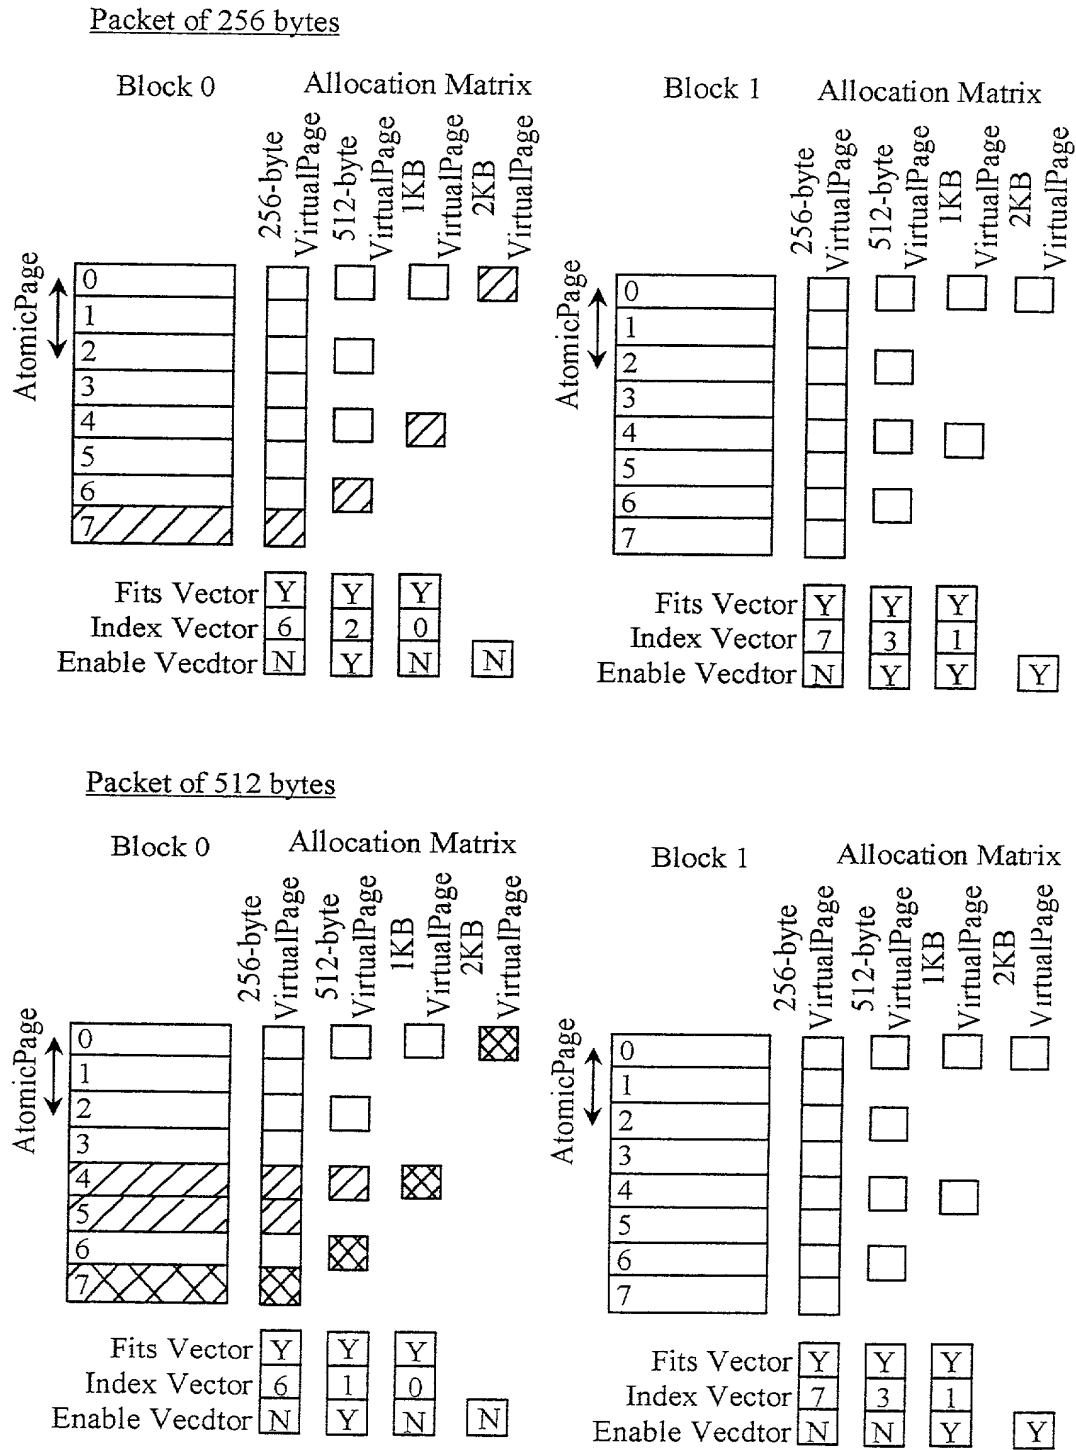 Packet of 256 bytes
Block 0 Allocation Matrix
256-byte
VirtualPage
512-byte
VirtualPage
1KB
VirtualPage
2KB
VirtualPage
AtomicPage
0
1
2
3
4
5
6
7
Fits Vector Y Y Y
Index Vector 6 2 0
Enable Vecdtor N Y N N
Block 1 Allocation Matrix
256-byte
VirtualPage
512-byte
VirtualPage
1KB
VirtualPage
2KB
VirtualPage
AtomicPage
0
1
2
3
4
5
6
7
Fits Vector Y Y Y
Index Vector 7 3 1
Enable Vecdtor N Y Y Y
Packet of 512 bytes
Block 0 Allocation Matrix
256-byte
VirtualPage
512-byte
VirtualPage
1KB
VirtualPage
2KB
VirtualPage
AtomicPage
0
1
2
3
4
5
6
7
Fits Vector Y Y Y
Index Vector 6 1 0
Enable Vecdtor N Y N N
Block 1 Allocation Matrix
256-byte
VirtualPage
512-byte
VirtualPage
1KB
VirtualPage
2KB
VirtualPage
AtomicPage
0
1
2
3
4
5
6
7
Fits Vector Y Y Y
Index Vector 7 3 1
Enable Vecdtor N N Y Y